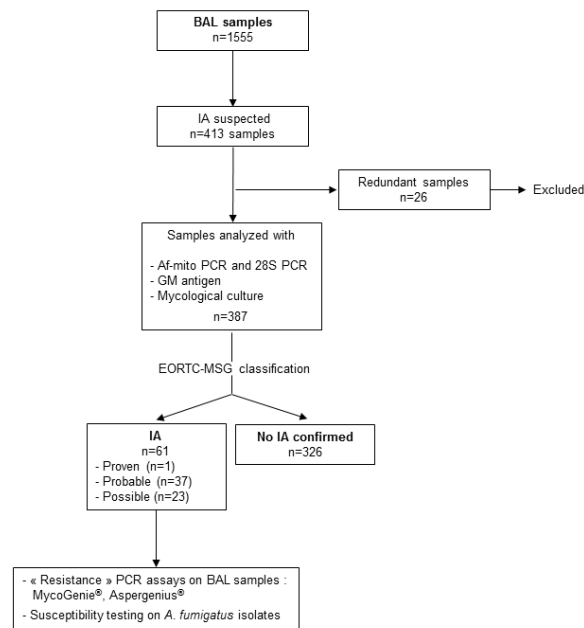 BAL samples
n=1555
IA suspected
n=413 samples
Redundant samples
n=26
Excluded
Samples analyzed with
- Af-mito PCR and 28S PCR
- GM antigen
- Mycological culture
n=387
EORTC-MSG classification
IA
n=61
- Proven (n=1)
- Probable (n=37)
- Possible (n=23)
No IA confirmed
n=326
- « Resistance » PCR assays on BAL samples :
MycoGenie®, Aspergenius®
- Susceptibility testing on A. fumigatus isolates